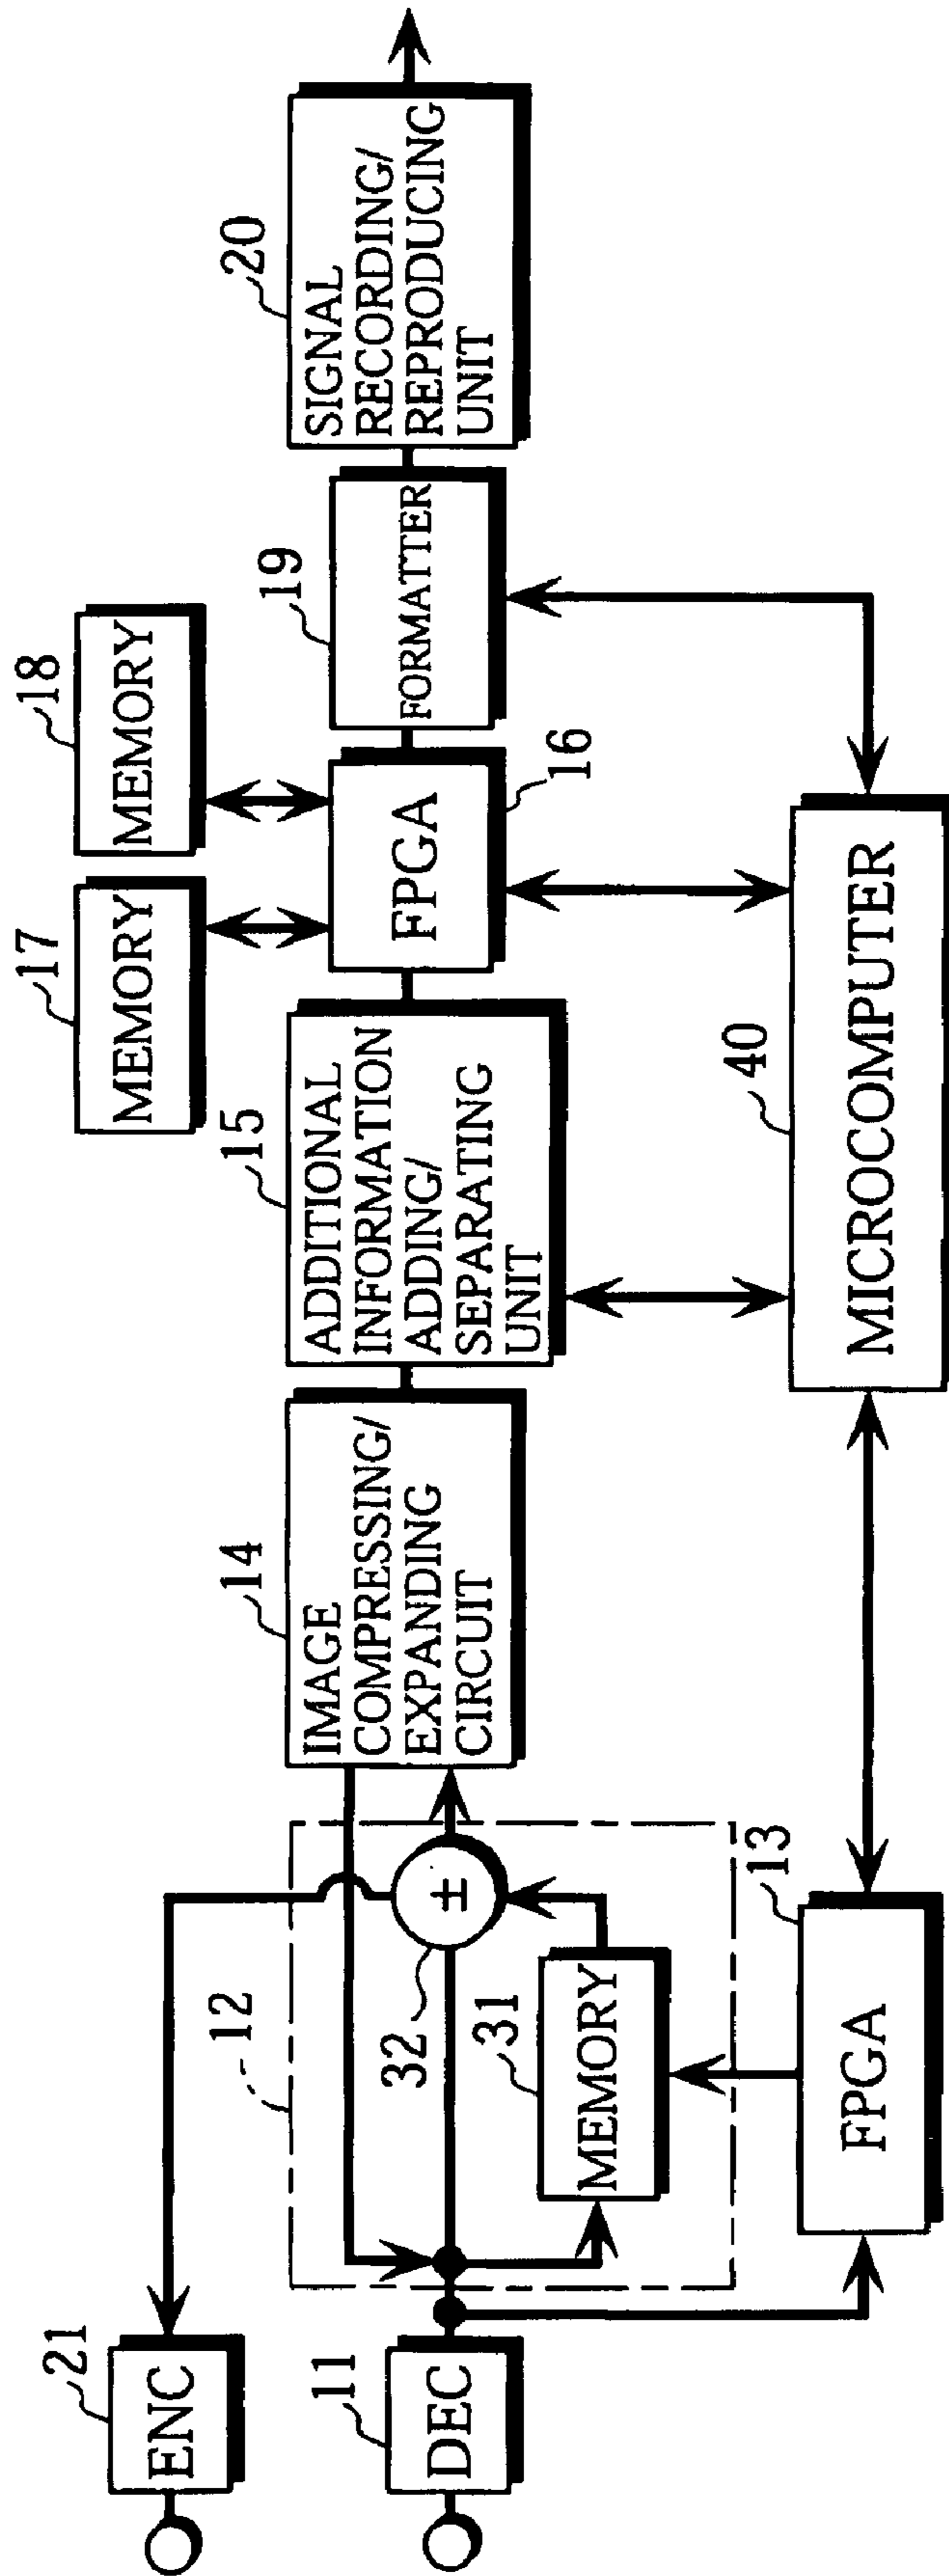 21
ENC
11
DEC
12
32
±
31
MEMORY
13
FPGA
14
IMAGE
COMPRESSING/
EXPANDING
CIRCUIT
15
ADDITIONAL
INFORMATION
ADDING/
SEPARATING
UNIT
17
MEMORY
18
MEMORY
FPGA
16
19
FORMATTER
20
SIGNAL
RECORDING/
REPRODUCING
UNIT
40
MICROCOMPUTER